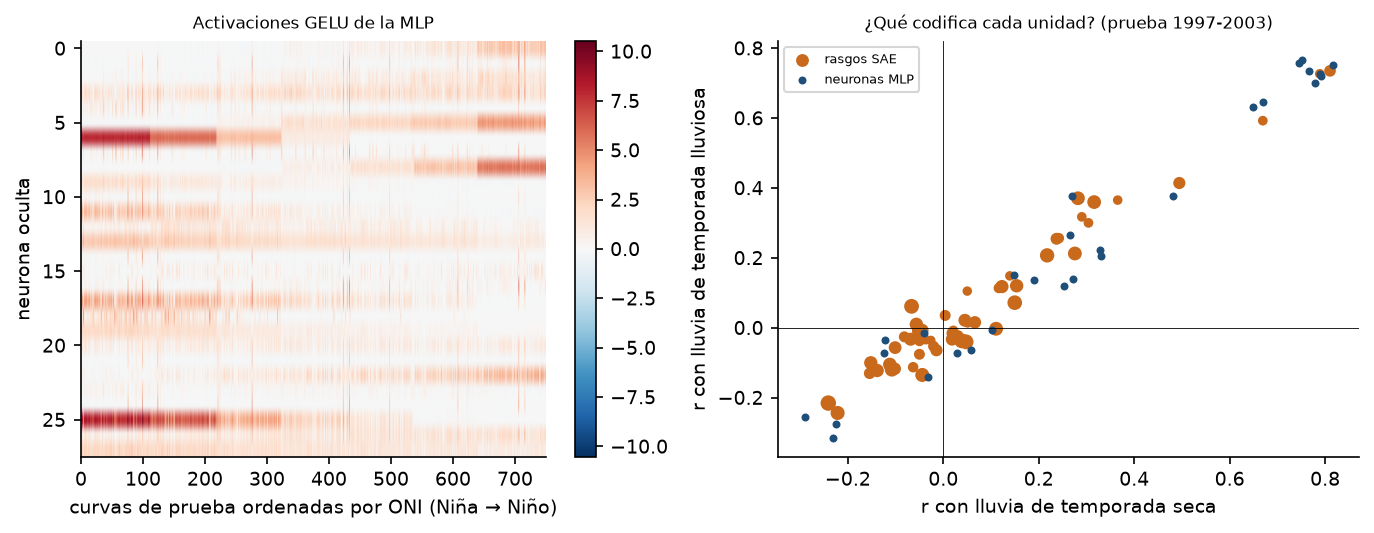 Activaciones GELU de la MLP
neurona oculta
0
5
10
15
20
25
0 100 200 300 400 500 600 700
curvas de prueba ordenadas por ONI (Niña → Niño)
10.0
7.5
5.0
2.5
0.0
−2.5
−5.0
−7.5
−10.0
¿Qué codifica cada unidad? (prueba 1997-2003)
rasgos SAE
neuronas MLP
r con lluvia de temporada lluviosa
0.8
0.6
0.4
0.2
0.0
−0.2
−0.2 0.0 0.2 0.4 0.6 0.8
r con lluvia de temporada seca